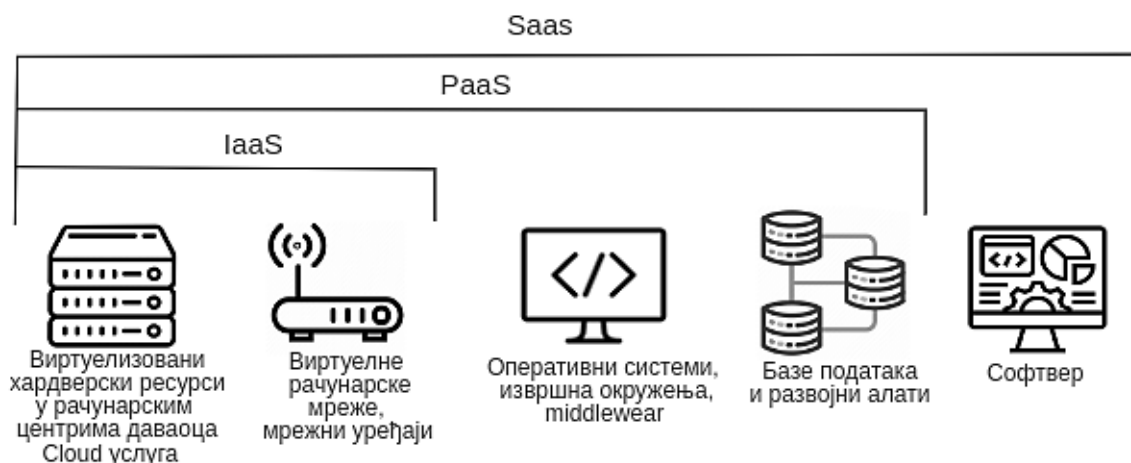 Saas
PaaS
IaaS
Виртуелизовани
хардверски ресурси
у рачунарским
центрима даваоца
Cloud услуга
Виртуелне
рачунарске
мреже,
мрежни уређаји
Оперативни системи,
извршна окружења,
middlewear
Базе података
и развојни алати
Софтвер